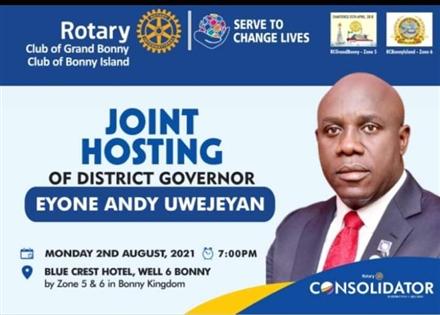 Rotary
Club of Grand Bonny
Club of Bonny Island
SERVE TO
CHANGE LIVES
RCGrandBonny - Zone 5
RCBonnyIsland - Zone 6
JOINT
HOSTING
OF DISTRICT GOVERNOR
EYONE ANDY UWEJEYAN
MONDAY 2ND AUGUST, 2021
7:00PM
BLUE CREST HOTEL, WELL 6 BONNY
by Zone 5 & 6 in Bonny Kingdom
Rotary
CONSOLIDATOR